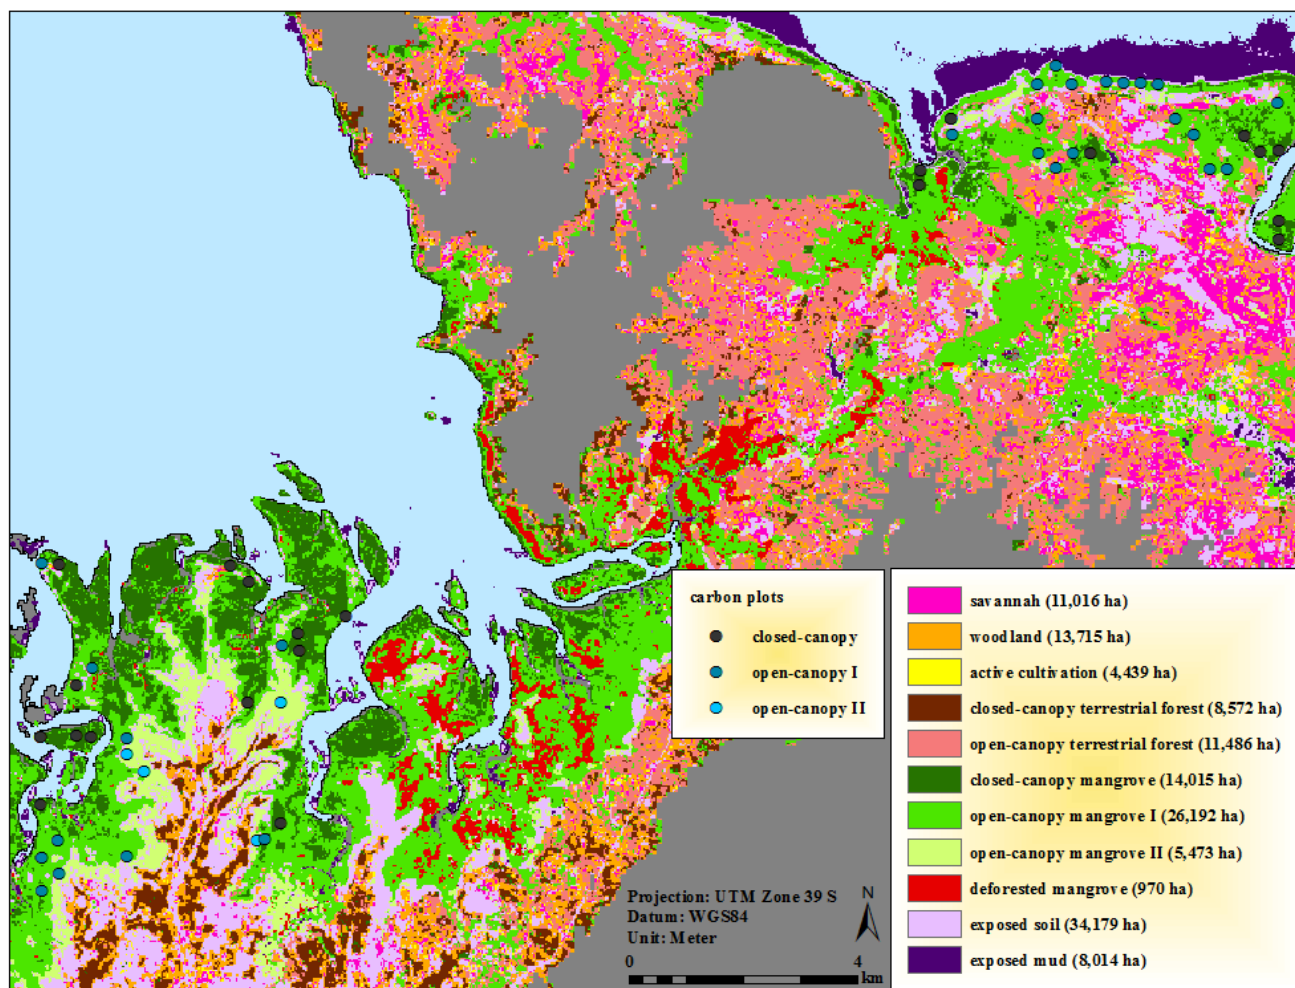 carbon plots
closed-canopy
open-canopy I
open-canopy II
savannah (11,016 ha)
woodland (13,715 ha)
active cultivation (4,439 ha)
closed-canopy terrestrial forest (8,572 ha)
open-canopy terrestrial forest (11,486 ha)
closed-canopy mangrove (14,015 ha)
open-canopy mangrove I (26,192 ha)
open-canopy mangrove II (5,473 ha)
deforested mangrove (970 ha)
exposed soil (34,179 ha)
exposed mud (8,014 ha)
Projection: UTM Zone 39 S
Datum: WGS84
Unit: Meter
N
0 4
km